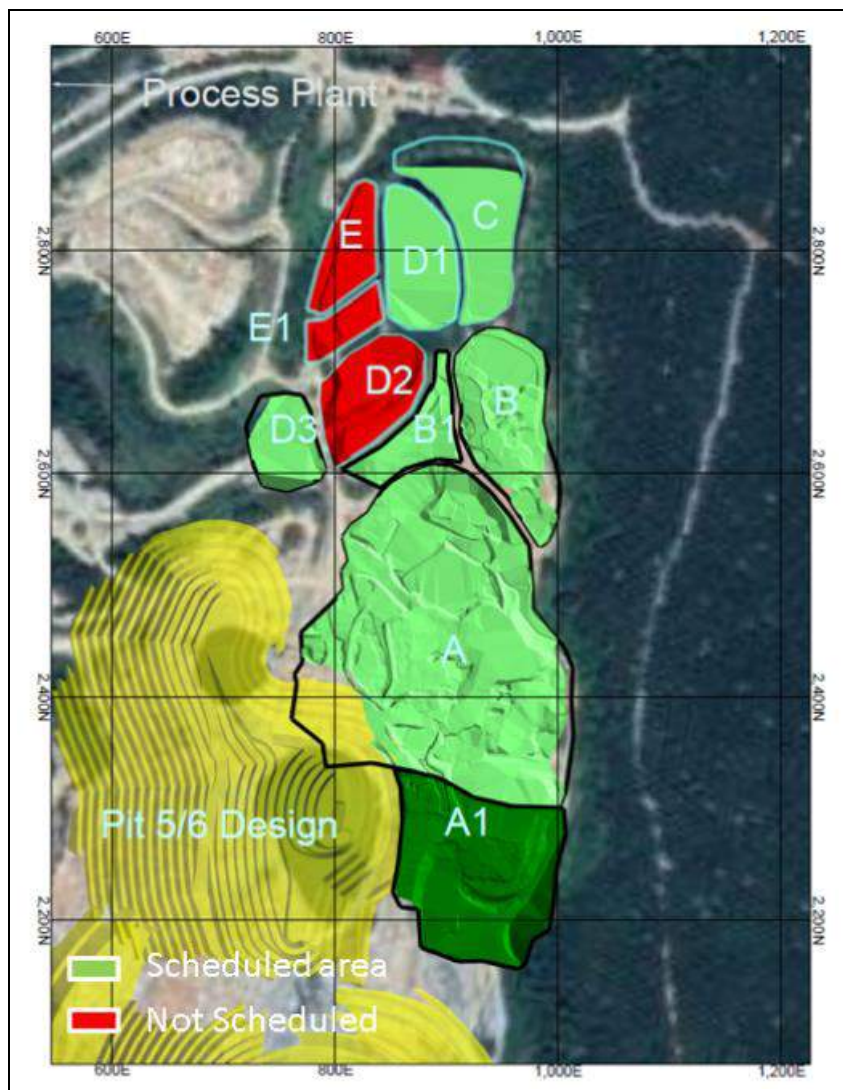 600E
800E
1,000E
1,200E
Process Plant
2,800N
2,800N
C
E
D1
E1
D2
B
D3
B1
2,600N
2,600N
A
2,400N
2,400N
Pit 5/6 Design
A1
2,200N
2,200N
Scheduled area
Not Scheduled
600E
800E
1,000E
1,200E